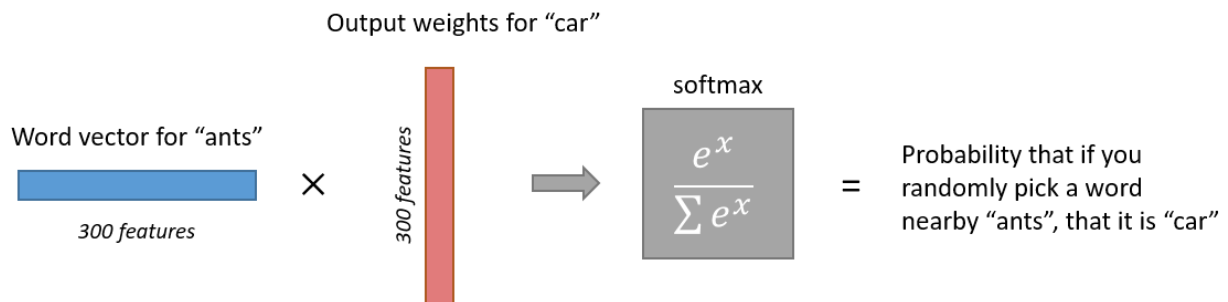 Output weights for “car”
softmax
Word vector for “ants”
300 features
×
300 features
e^x
∑ e^x
=
Probability that if you
randomly pick a word
nearby “ants”, that it is “car”